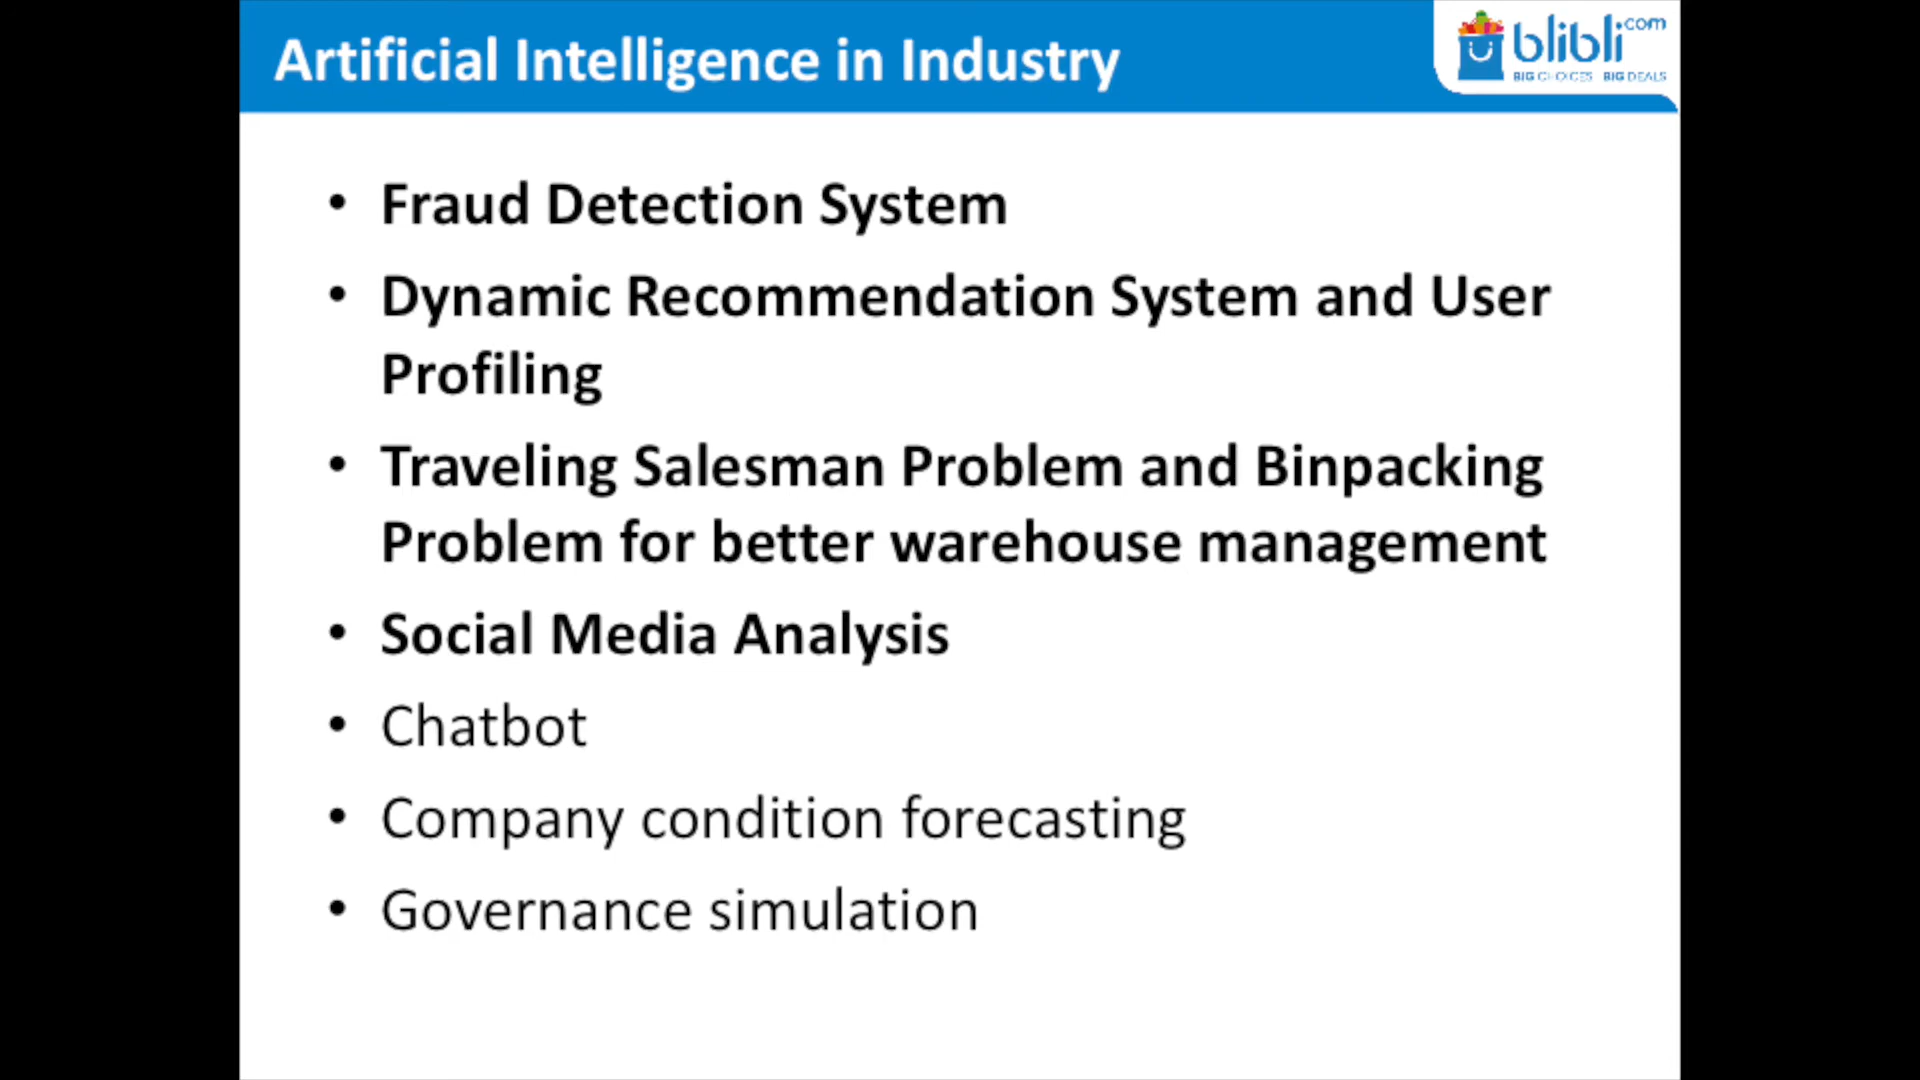 Artificial Intelligence in Industry
blibli.com
BIG CHOICES BIG DEALS
• Fraud Detection System
• Dynamic Recommendation System and User
Profiling
• Traveling Salesman Problem and Binpacking
Problem for better warehouse management
• Social Media Analysis
• Chatbot
• Company condition forecasting
• Governance simulation